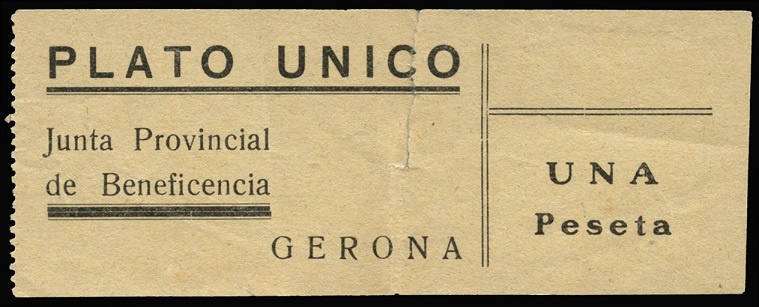 PLATO UNICO
Junta Provincial
de Beneficencia
GERONA
UNA
Peseta